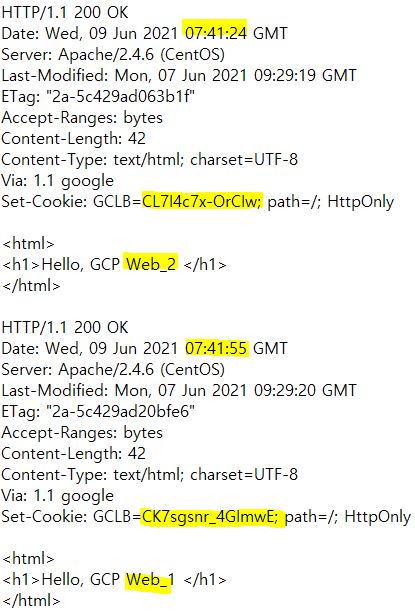 HTTP/1.1 200 OK
Date: Wed, 09 Jun 2021 07:41:24 GMT
Server: Apache/2.4.6 (CentOS)
Last-Modified: Mon, 07 Jun 2021 09:29:19 GMT
ETag: "2a-5c429ad063b1f"
Accept-Ranges: bytes
Content-Length: 42
Content-Type: text/html; charset=UTF-8
Via: 1.1 google
Set-Cookie: GCLB=CL7l4c7x-OrClw; path=/; HttpOnly
<html>
<h1>Hello, GCP Web_2 </h1>
</html>
HTTP/1.1 200 OK
Date: Wed, 09 Jun 2021 07:41:55 GMT
Server: Apache/2.4.6 (CentOS)
Last-Modified: Mon, 07 Jun 2021 09:29:20 GMT
ETag: "2a-5c429ad20bfe6"
Accept-Ranges: bytes
Content-Length: 42
Content-Type: text/html; charset=UTF-8
Via: 1.1 google
Set-Cookie: GCLB=CK7sgsnr_4GlmwE; path=/; HttpOnly
<html>
<h1>Hello, GCP Web_1 </h1>
</html>